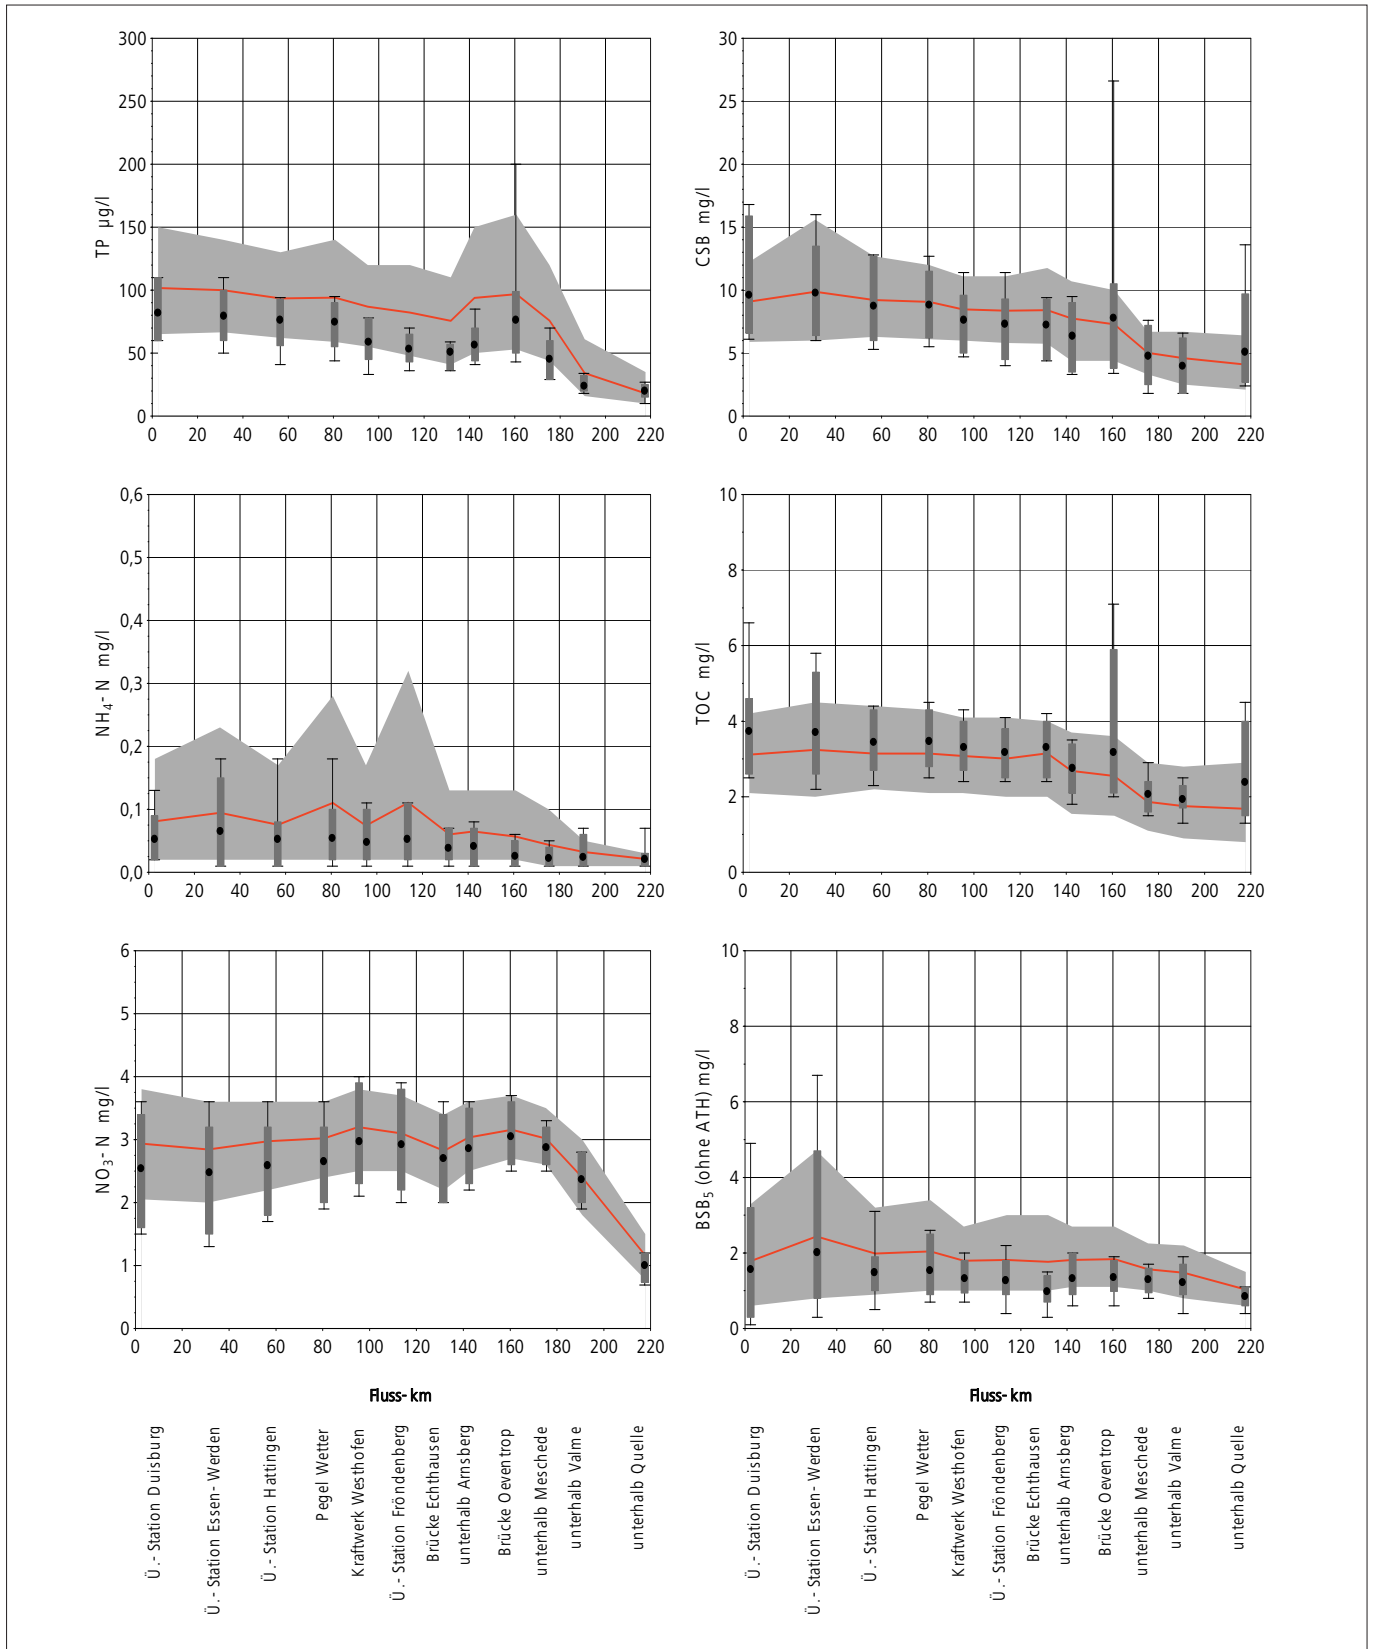 300
250
200
150
100
50
0
TP µg/l
0 20 40 60 80 100 120 140 160 180 200 220
30
25
20
15
10
5
0
CSB mg/l
0 20 40 60 80 100 120 140 160 180 200 220
0,6
0,5
0,4
0,3
0,2
0,1
0,0
NH₄- N mg/l
0 20 40 60 80 100 120 140 160 180 200 220
10
8
6
4
2
0
TOC mg/l
0 20 40 60 80 100 120 140 160 180 200 220
6
5
4
3
2
1
0
NO₃- N mg/l
0 20 40 60 80 100 120 140 160 180 200 220
10
8
6
4
2
0
BSB₅ (ohne ATH) mg/l
0 20 40 60 80 100 120 140 160 180 200 220
Fluss- km
Fluss- km
Ü.- Station Duisburg
Ü.- Station Essen- Werden
Ü.- Station Hattingen
Pegel Wetter
Kraftwerk Westhofen
Ü.- Station Fröndenberg
Brücke Echthausen
unterhalb Arnsberg
Brücke Oeventrop
unterhalb Meschede
unterhalb Valme
unterhalb Quelle
Ü.- Station Duisburg
Ü.- Station Essen- Werden
Ü.- Station Hattingen
Pegel Wetter
Kraftwerk Westhofen
Ü.- Station Fröndenberg
Brücke Echthausen
unterhalb Arnsberg
Brücke Oeventrop
unterhalb Meschede
unterhalb Valme
unterhalb Quelle